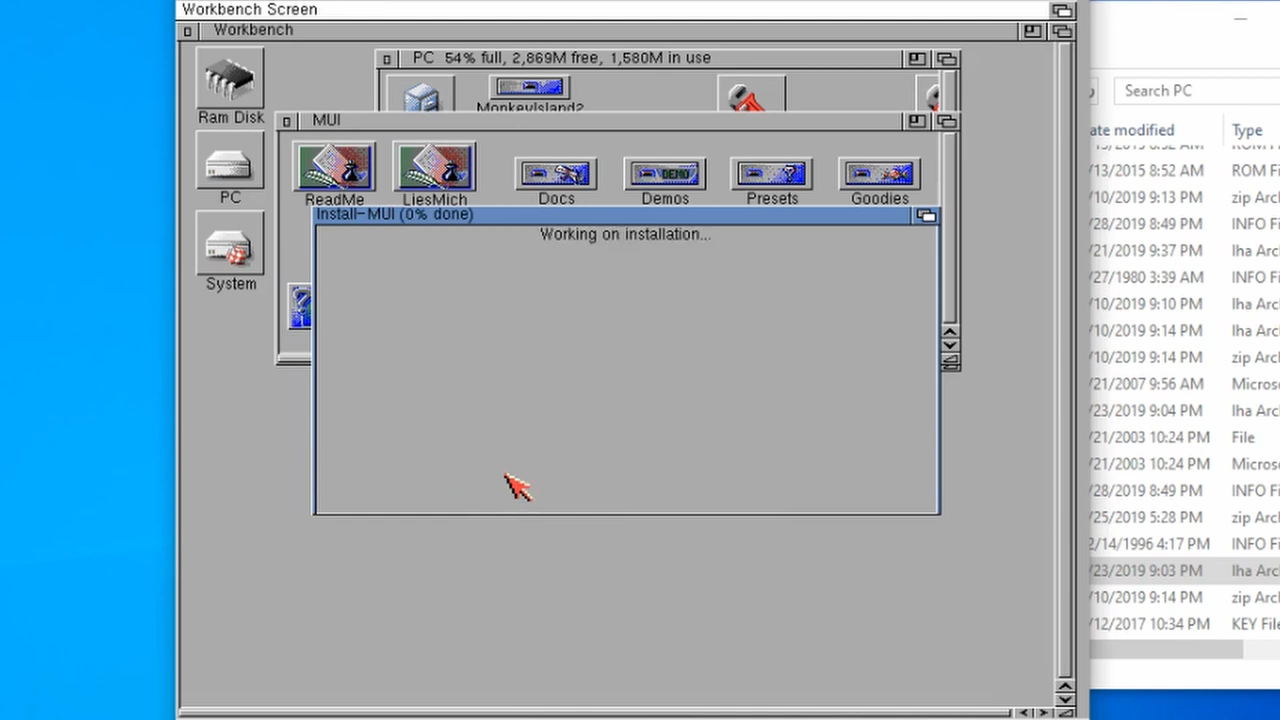 Workbench Screen
Workbench
PC 54% full, 2,869M free, 1,580M in use
Search PC
MonkeyIsland2
Ram Disk
MUI
ate modified
Type
/13/2015 8:52 AM ROM F
PC
ReadMe
LiesMich
Docs
DEMO
Demos
Presets
Goodies
/10/2019 9:13 PM zip Arc
Install-MUI (0% done)
/28/2019 8:49 PM INFO Fi
Working on installation...
/21/2019 9:37 PM lha Arc
System
/27/1980 3:39 AM INFO Fi
/10/2019 9:10 PM lha Arc
/10/2019 9:14 PM lha Arc
/10/2019 9:14 PM zip Arc
/21/2007 9:56 AM Micros
/23/2019 9:04 PM lha Arc
/21/2003 10:24 PM File
/21/2003 10:24 PM Micros
/28/2019 8:49 PM INFO Fi
/25/2019 5:28 PM zip Arc
2/14/1996 4:17 PM INFO Fi
/23/2019 9:03 PM lha Arc
/10/2019 9:14 PM zip Arc
/12/2017 10:34 PM KEY File